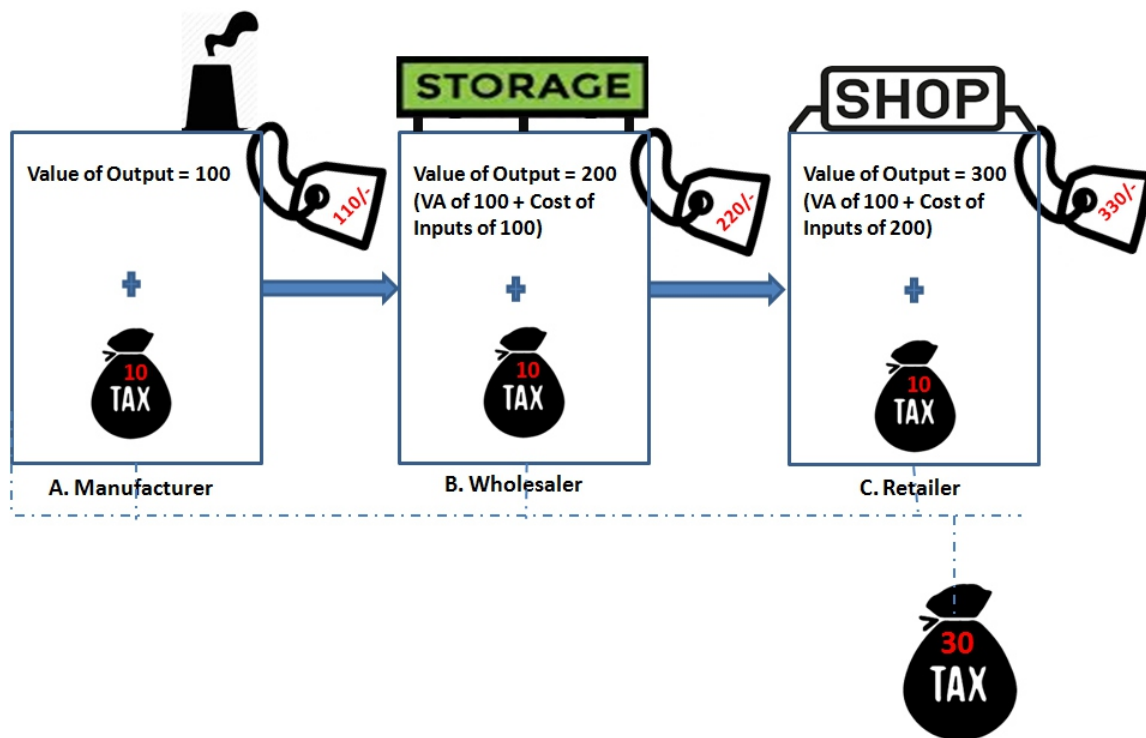 STORAGE
SHOP
Value of Output = 100
110/-
Value of Output = 200
(VA of 100 + Cost of
Inputs of 100)
220/-
Value of Output = 300
(VA of 100 + Cost of
Inputs of 200)
330/-
10
TAX
10
TAX
10
TAX
A. Manufacturer
B. Wholesaler
C. Retailer
30
TAX